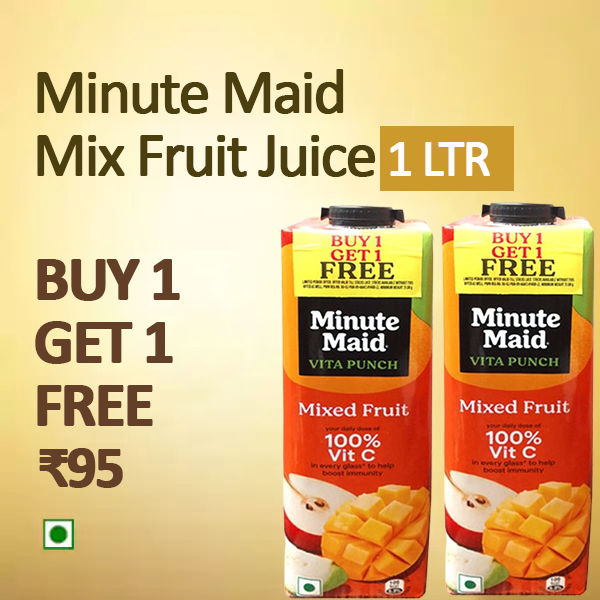 Minute Maid
Mix Fruit Juice 1 LTR
BUY 1
GET 1
FREE
₹95
BUY 1
GET 1
FREE
Minute
Maid
VITA PUNCH
Mixed Fruit
your daily dose of
100%
Vit C
in every glass* to help
boost immunity
BUY 1
GET 1
FREE
Minute
Maid
VITA PUNCH
Mixed Fruit
your daily dose of
100%
Vit C
in every glass* to help
boost immunity